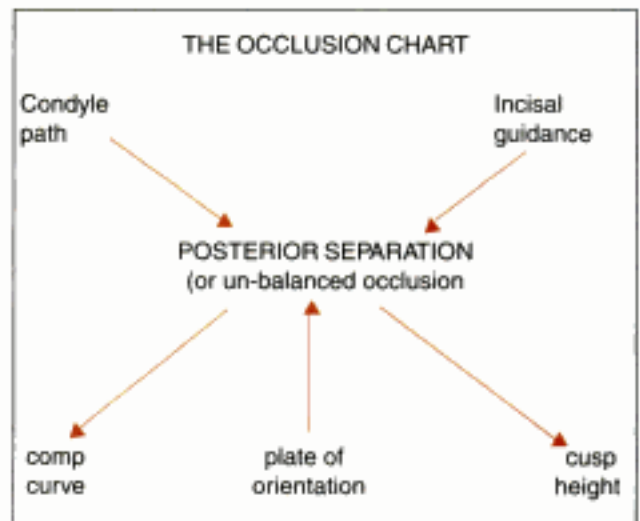 THE OCCLUSION CHART
Condyle
path
Incisal
guidance
POSTERIOR SEPARATION
(or un-balanced occlusion
comp
curve
plate of
orientation
cusp
height